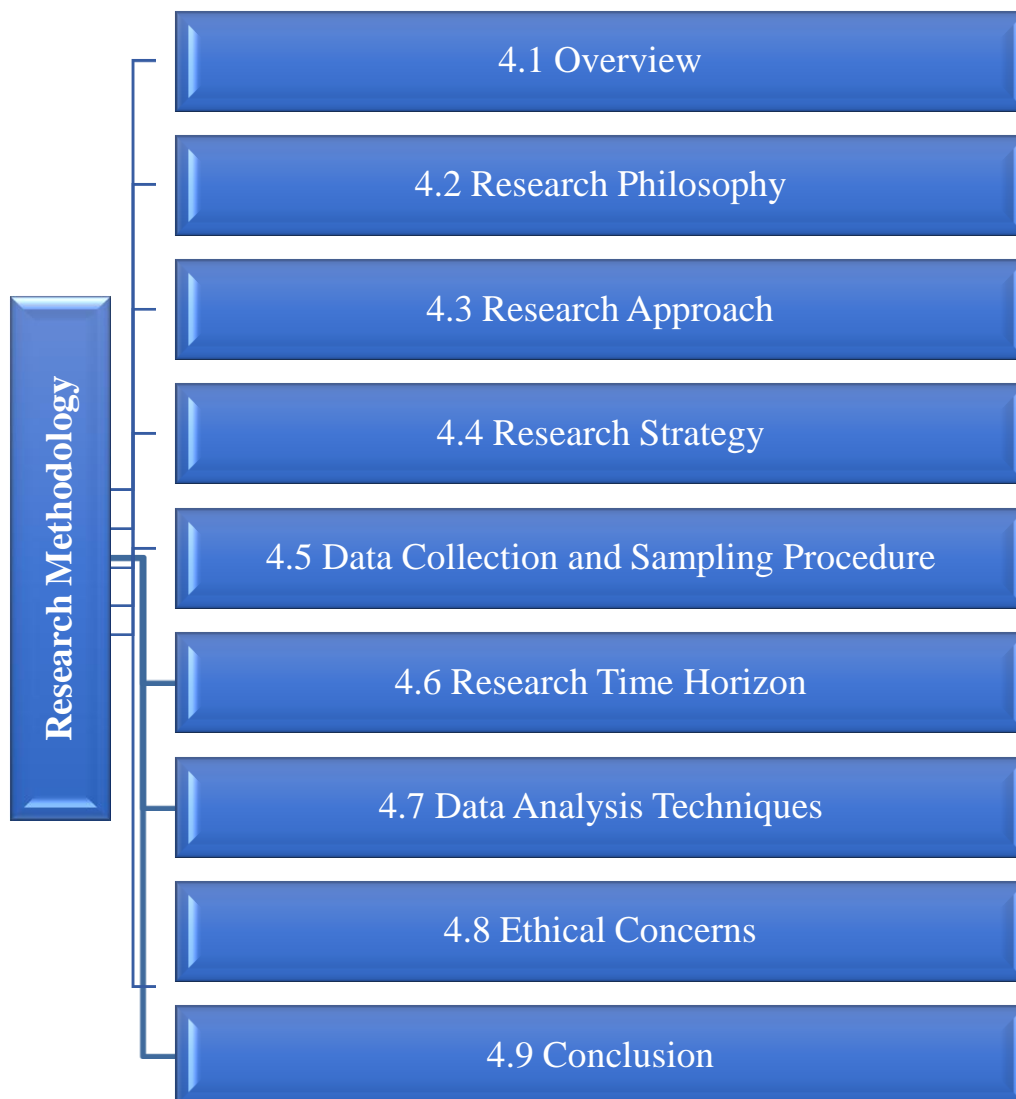 4.1 Overview
4.2 Research Philosophy
4.3 Research Approach
4.4 Research Strategy
Research Methodology
4.5 Data Collection and Sampling Procedure
4.6 Research Time Horizon
4.7 Data Analysis Techniques
4.8 Ethical Concerns
4.9 Conclusion